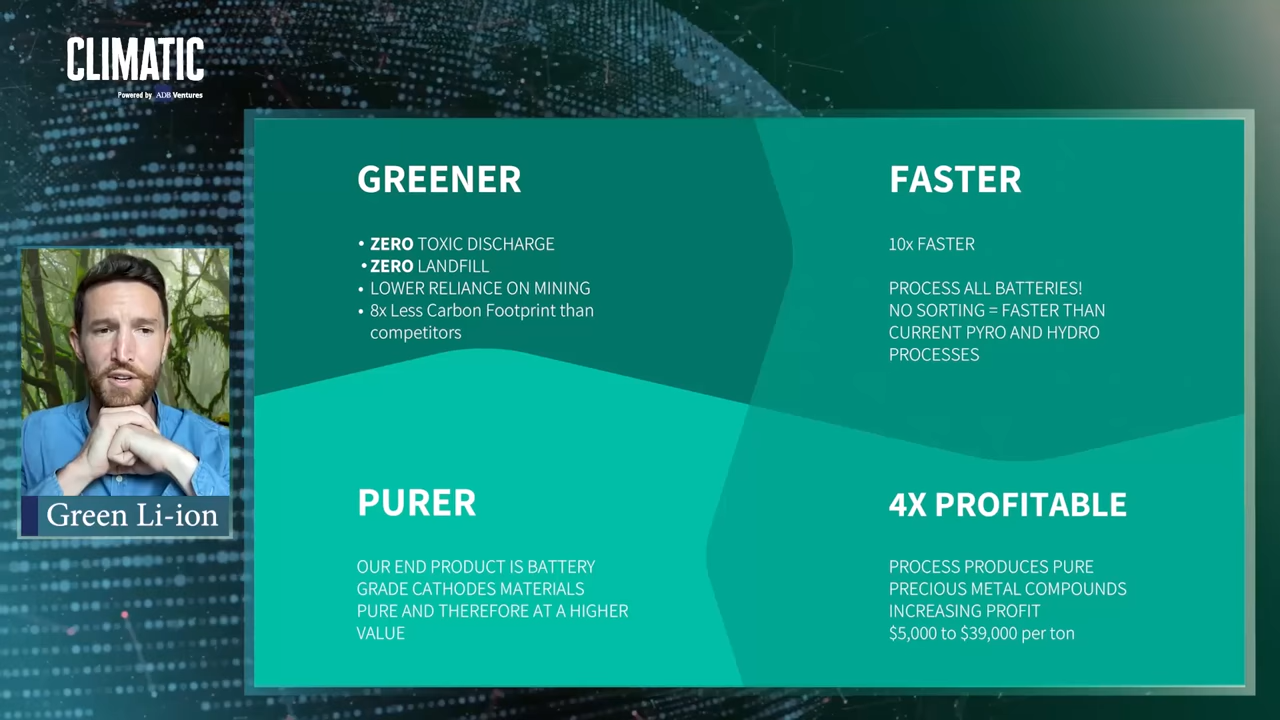 CLIMATIC
Powered by ADB Ventures
GREENER
• ZERO TOXIC DISCHARGE
• ZERO LANDFILL
• LOWER RELIANCE ON MINING
• 8x Less Carbon Footprint than
competitors
FASTER
10x FASTER
PROCESS ALL BATTERIES!
NO SORTING = FASTER THAN
CURRENT PYRO AND HYDRO
PROCESSES
Green Li-ion
PURER
OUR END PRODUCT IS BATTERY
GRADE CATHODES MATERIALS
PURE AND THEREFORE AT A HIGHER
VALUE
4X PROFITABLE
PROCESS PRODUCES PURE
PRECIOUS METAL COMPOUNDS
INCREASING PROFIT
$5,000 to $39,000 per ton